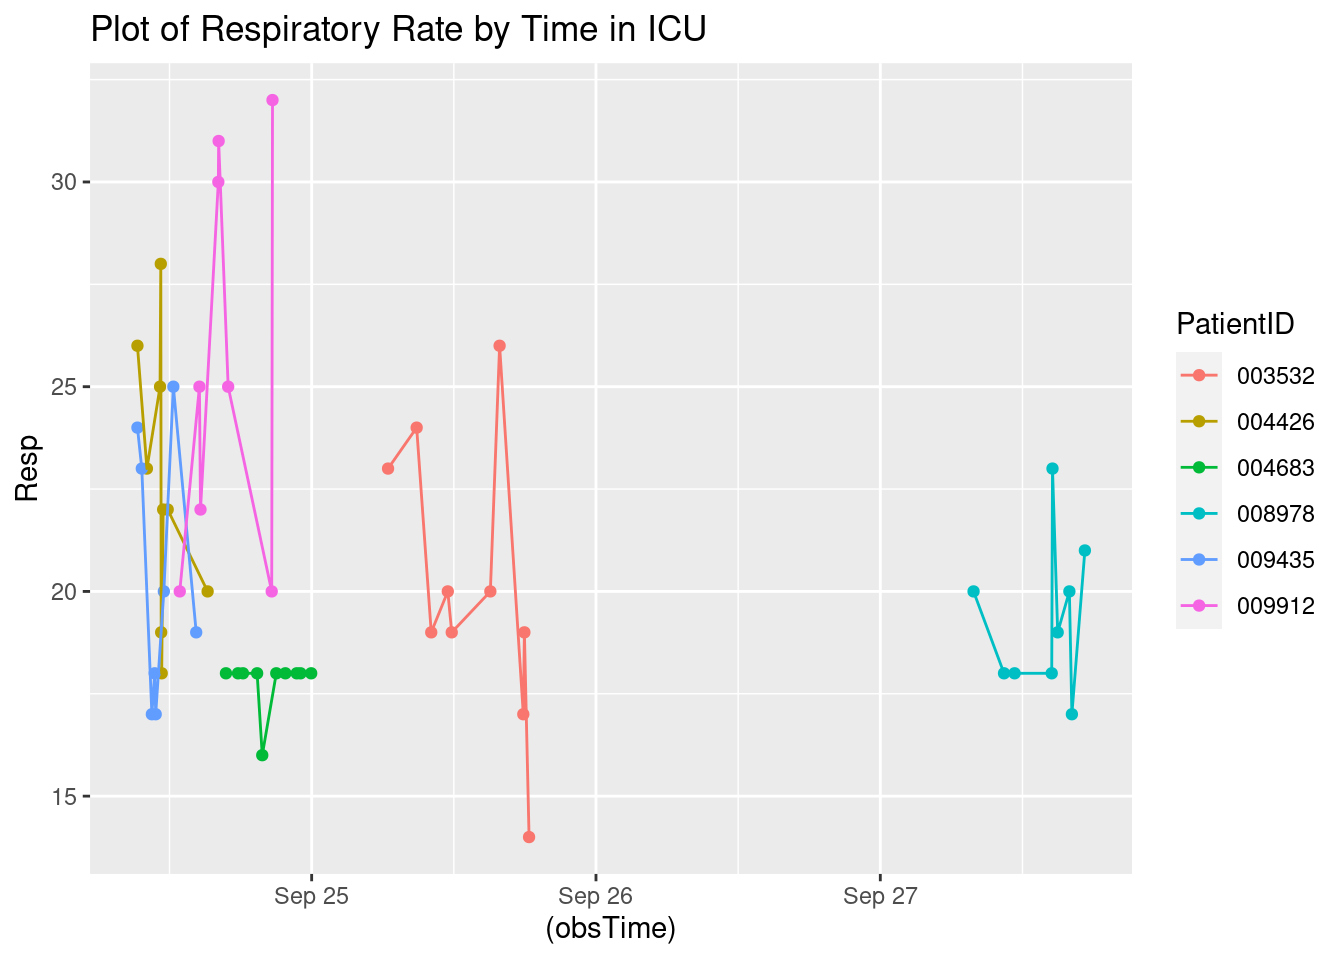 Plot of Respiratory Rate by Time in ICU
30
25
20
15
Resp
Sep 25
Sep 26
Sep 27
(obsTime)
PatientID
003532
004426
004683
008978
009435
009912